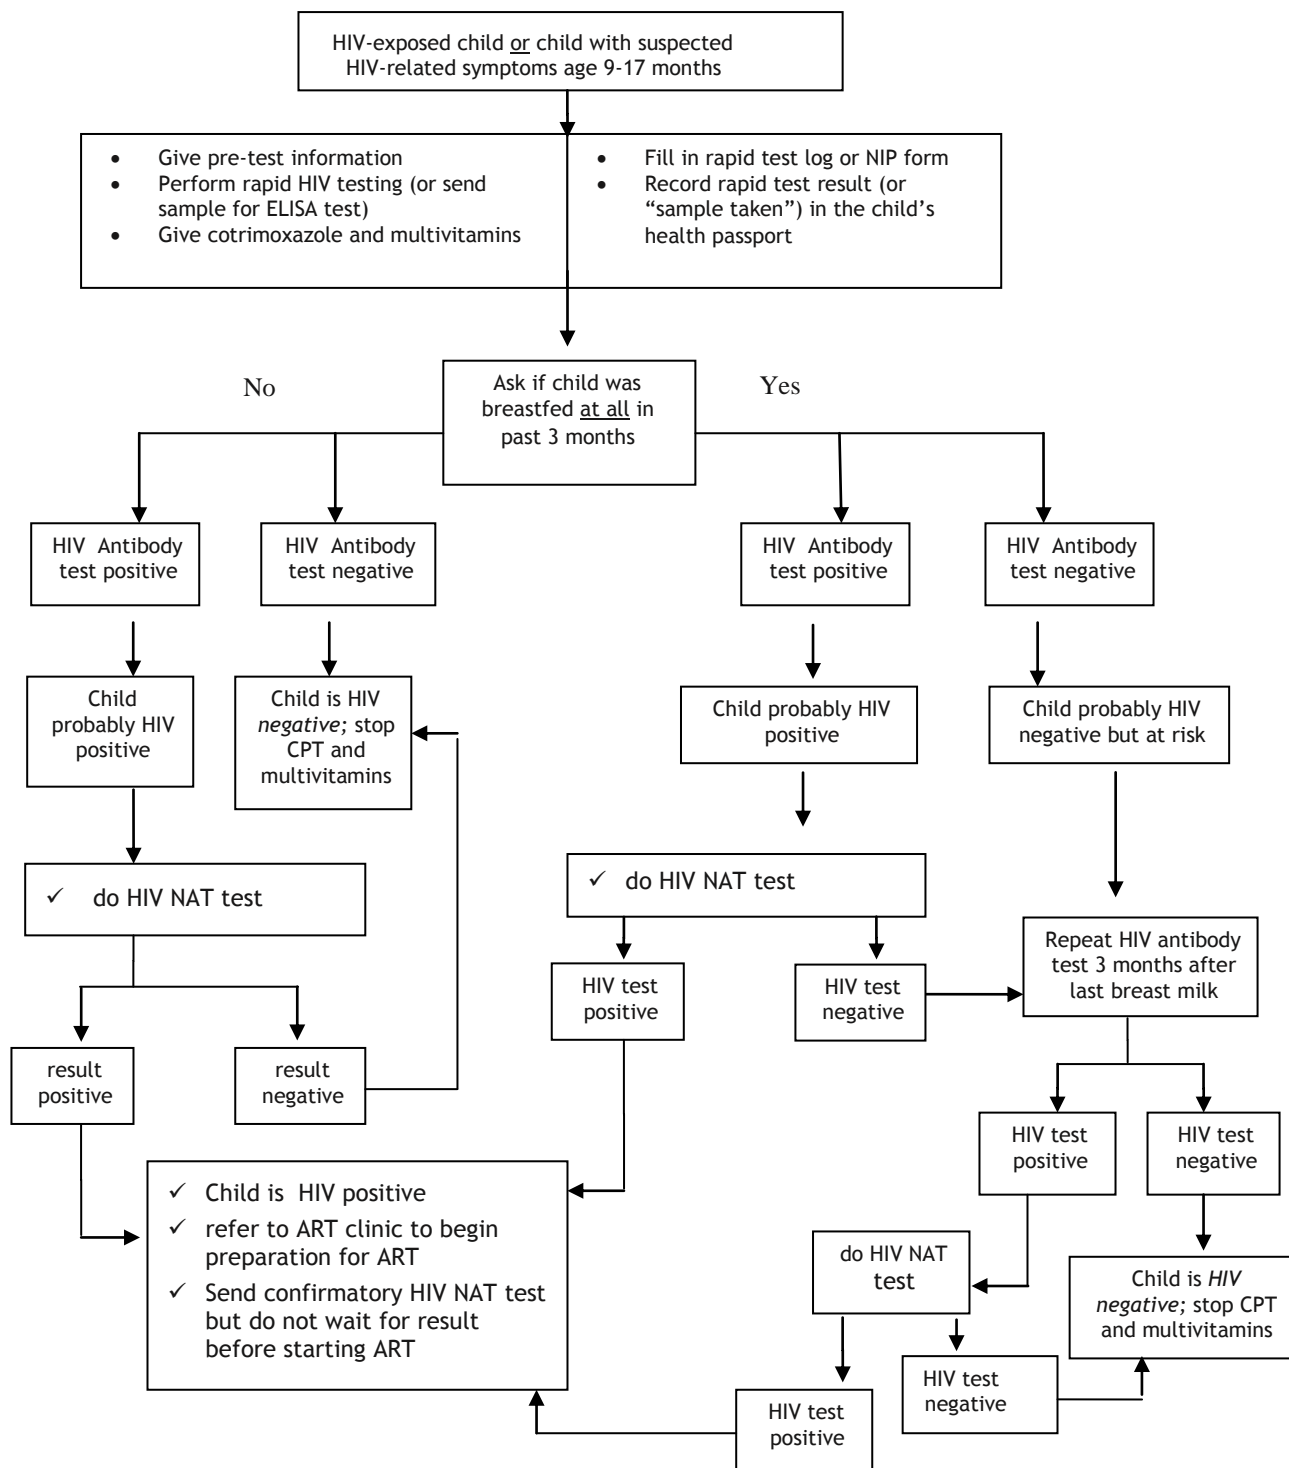 HIV-exposed child or child with suspected
HIV-related symptoms age 9-17 months
• Give pre-test information
• Perform rapid HIV testing (or send
sample for ELISA test)
• Give cotrimoxazole and multivitamins
• Fill in rapid test log or NIP form
• Record rapid test result (or
“sample taken”) in the child’s
health passport
No
Ask if child was
breastfed at all in
past 3 months
Yes
HIV Antibody
test positive
HIV Antibody
test negative
HIV Antibody
test positive
HIV Antibody
test negative
Child
probably HIV
positive
Child is HIV
negative; stop
CPT and
multivitamins
Child probably HIV
positive
Child probably HIV
negative but at risk
✓ do HIV NAT test
✓ do HIV NAT test
Repeat HIV antibody
test 3 months after
last breast milk
HIV test
positive
HIV test
negative
result
positive
result
negative
HIV test
positive
HIV test
negative
✓ Child is HIV positive
✓ refer to ART clinic to begin
preparation for ART
✓ Send confirmatory HIV NAT test
but do not wait for result
before starting ART
do HIV NAT
test
Child is HIV
negative; stop CPT
and multivitamins
HIV test
negative
HIV test
positive